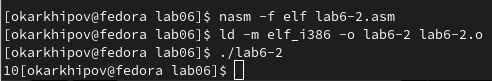 [okarkhipov@fedora lab06]$ nasm -f elf lab6-2.asm
[okarkhipov@fedora lab06]$ ld -m elf_i386 -o lab6-2 lab6-2.o
[okarkhipov@fedora lab06]$ ./lab6-2
10[okarkhipov@fedora lab06]$